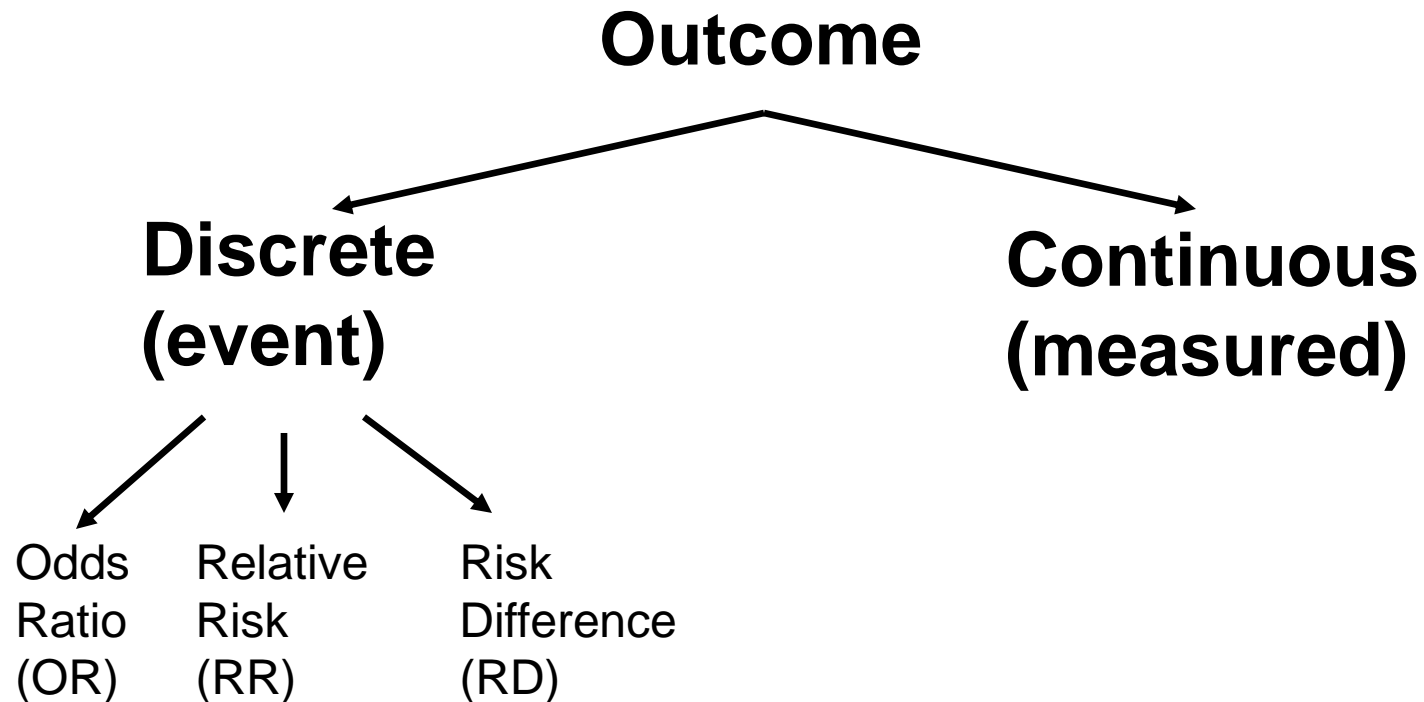 Outcome
Discrete
(event)
Continuous
(measured)
Odds
Ratio
(OR)
Relative
Risk
(RR)
Risk
Difference
(RD)